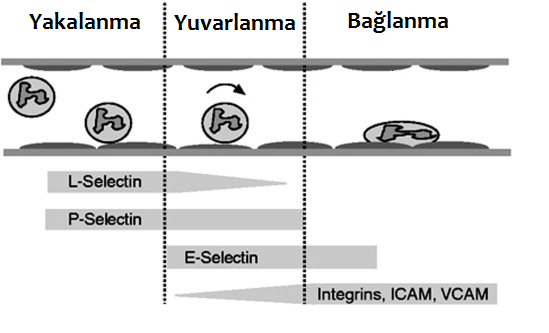 Yakalanma Yuvarlanma Bağlanma
L-Selectin
P-Selectin
E-Selectin
Integrins, ICAM, VCAM